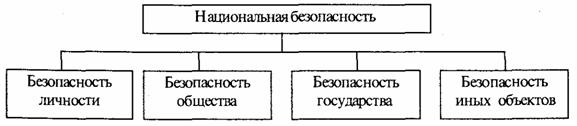 Национальная безопасность
Безопасность
личности
Безопасность
общества
Безопасность
государства
Безопасность
иных объектов